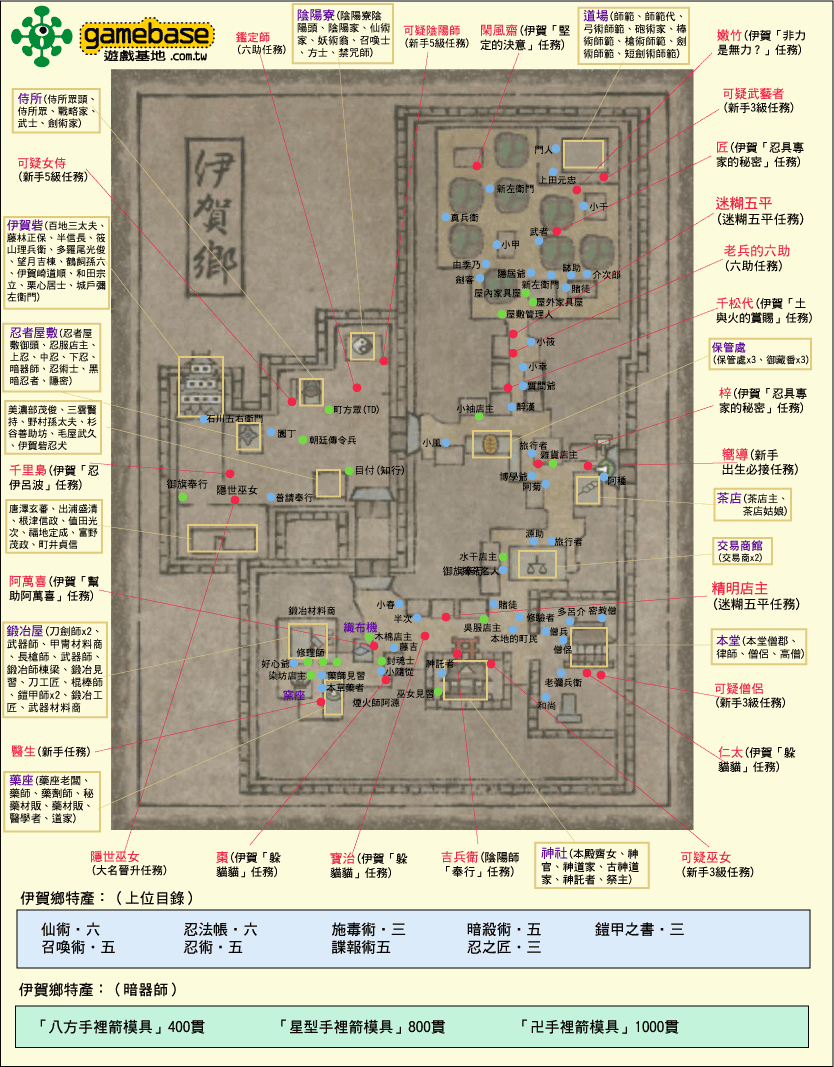 gamebase
遊戲基地 .com.tw
鑑定師
(六助任務)
陰陽寮(陰陽寮陰
陽頭、陰陽家、仙術
家、妖術翁、召喚士
、方士、禁咒師)
可疑陰陽師
(新手5級任務)
閑風齋(伊賀「堅
定的決意」任務)
道場(師範、師範代、
弓術師範、砲術家、棒
術師範、槍術師範、劍
術師範、短劍術師範)
嫩竹(伊賀「非力
是無力？」任務)
可疑武藝者
(新手3級任務)
匠(伊賀「忍具專
家的秘密」任務)
迷糊五平
(迷糊五平任務)
老兵的六助
(六助任務)
千松代(伊賀「土
與火的賞賜」任務)
保管處
(保管處x3、御藏番x3)
梓(伊賀「忍具專
家的秘密」任務)
嚮導(新手
出生必接任務)
茶店(茶店主、
茶店姑娘)
交易商館
(交易商x2)
精明店主
(迷糊五平任務)
本堂(本堂僧郡、
律師、僧侶、高僧)
可疑僧侶
(新手3級任務)
仁太(伊賀「躲
貓貓」任務)
侍所(侍所眾頭、
侍所眾、戰略家、
武士、劍術家)
可疑女侍
(新手5級任務)
伊賀砦(百地三太夫、
藤林正保、半信長、筱
山理兵衛、多羅尾光俊
、望月吉棟、鶴飼孫六
、伊賀崎道順、和田宗
立、栗心居士、城戶彌
左衛門)
忍者屋敷(忍者屋
敷御頭、忍服店主、
上忍、中忍、下忍、
暗器師、忍術士、黑
暗忍者、隱密)
美濃部茂俊、三雲賢
持、野村孫太夫、杉
谷善助坊、毛屋武久
、伊賀砦忍犬
千里鳥(伊賀「忍
伊呂波」任務)
唐澤玄蕃、出浦盛清
、根津信政、值田光
次、福地定成、富野
茂政、町井貞信
阿萬喜(伊賀「幫
助阿萬喜」任務)
鍛冶屋(刀劍師x2、
武器師、甲冑材料商
、長槍師、武器師、
鍛冶師棟梁、鍛冶見
習、刀工匠、棍棒師
、鎧甲師x2、鍛冶工
匠、武器材料商
醫生(新手任務)
藥座(藥座老闆、
藥師、藥劑師、秘
藥材販、藥材販、
醫學者、道家)
伊賀鄉
門人
上田元忠
新左衛門
小千
真兵衛
武者
小甲
由季乃
劍客
隱居爺
缽助
介次郎
新左衛門
賭徒
屋內家具屋
屋外家具屋
屋敷管理人
小筱
小幸
質問爺
醉漢
小袖店主
小風
旅行者
雜貨店主
博學爺
阿菊
阿種
町方眾(TD)
石川五右衛門
園丁
朝廷傳令兵
目付(知行)
御旗奉行
隱世巫女
普請奉行
源助
旅行者
水干店主
小春
半次
賭徒
修驗者
多呂介
密教僧
吳服店主
本地的町民
僧兵
僧侶
鍛冶材料商
織布機
木棉店主
藤吉
修理師
好心爺
封魂士
小隨從
染坊店主
藥師見習
本草藥者
窯座
煙火師阿源
神託者
巫女見習
老彌兵衛
和尚
隱世巫女
(大名晉升任務)
棗(伊賀「躲
貓貓」任務)
寶治(伊賀「躲
貓貓」任務)
吉兵衛(陰陽師
「奉行」任務)
神社(本殿齋女、神
官、神道家、古神道
家、神託者、祭主)
可疑巫女
(新手3級任務)
伊賀鄉特產：（上位目錄）
仙術・六 忍法帳・六 施毒術・三 暗殺術・五 鎧甲之書・三
召喚術・五 忍術・五 諜報術五 忍之匠・三
伊賀鄉特產：（暗器師）
「八方手裡箭模具」400貫 「星型手裡箭模具」800貫 「卍手裡箭模具」1000貫